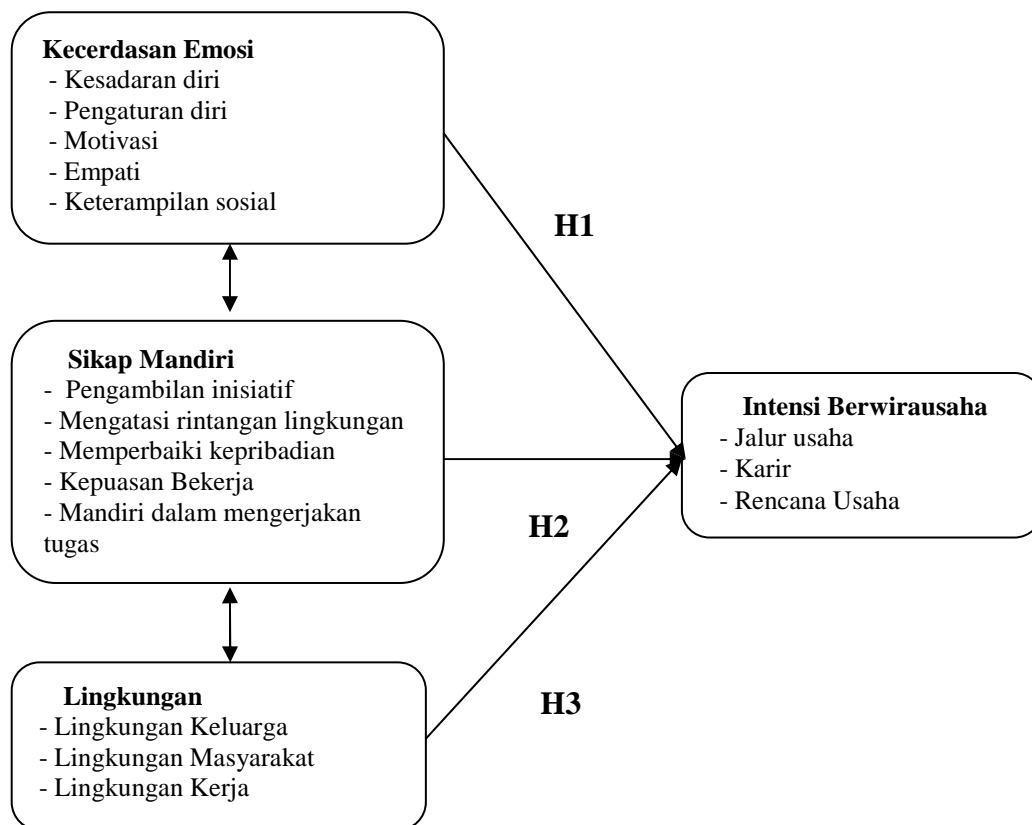 Kecerdasan Emosi
- Kesadaran diri
- Pengaturan diri
- Motivasi
- Empati
- Keterampilan sosial
H1
Sikap Mandiri
- Pengambilan inisiatif
- Mengatasi rintangan lingkungan
- Memperbaiki kepribadian
- Kepuasan Bekerja
- Mandiri dalam mengerjakan
tugas
Intensi Berwirausaha
- Jalur usaha
- Karir
- Rencana Usaha
H2
Lingkungan
- Lingkungan Keluarga
- Lingkungan Masyarakat
- Lingkungan Kerja
H3